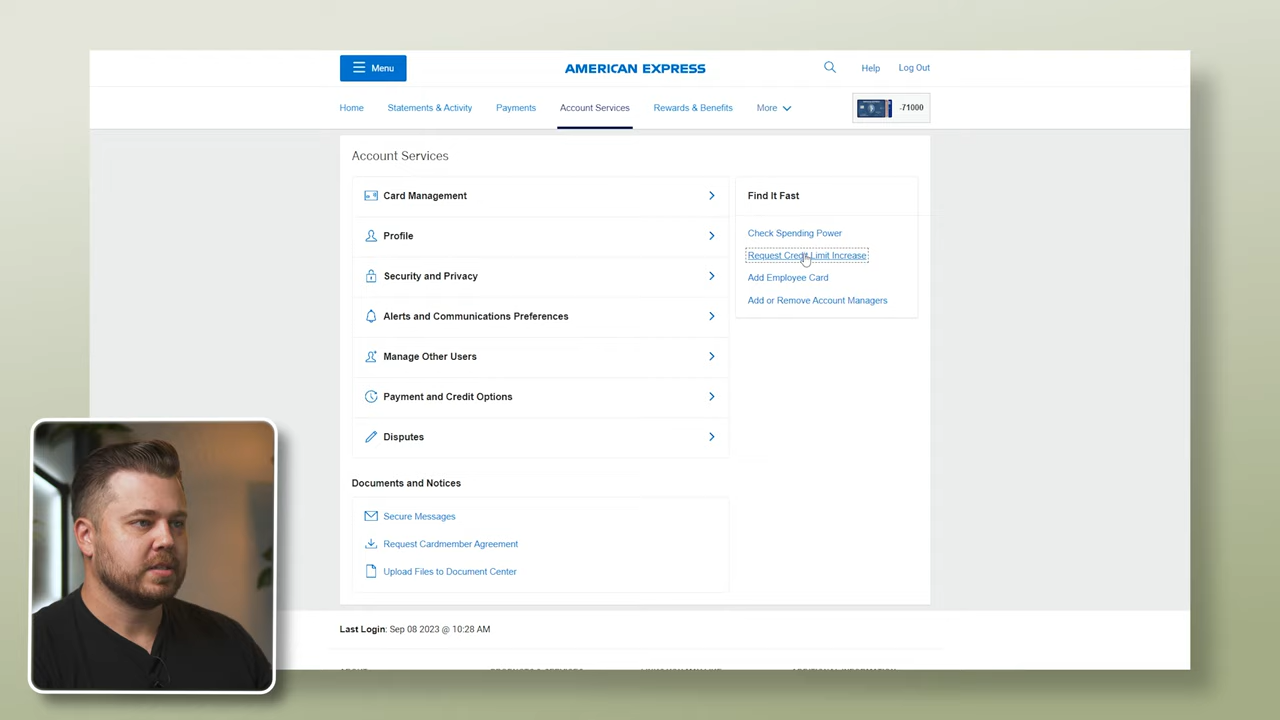 Menu
AMERICAN EXPRESS
Help
Log Out
Home
Statements & Activity
Payments
Account Services
Rewards & Benefits
More
-71000
Account Services
Card Management
Profile
Security and Privacy
Alerts and Communications Preferences
Manage Other Users
Payment and Credit Options
Disputes
Find It Fast
Check Spending Power
Request Credit Limit Increase
Add Employee Card
Add or Remove Account Managers
Documents and Notices
Secure Messages
Request Cardmember Agreement
Upload Files to Document Center
Last Login: Sep 08 2023 @ 10:28 AM